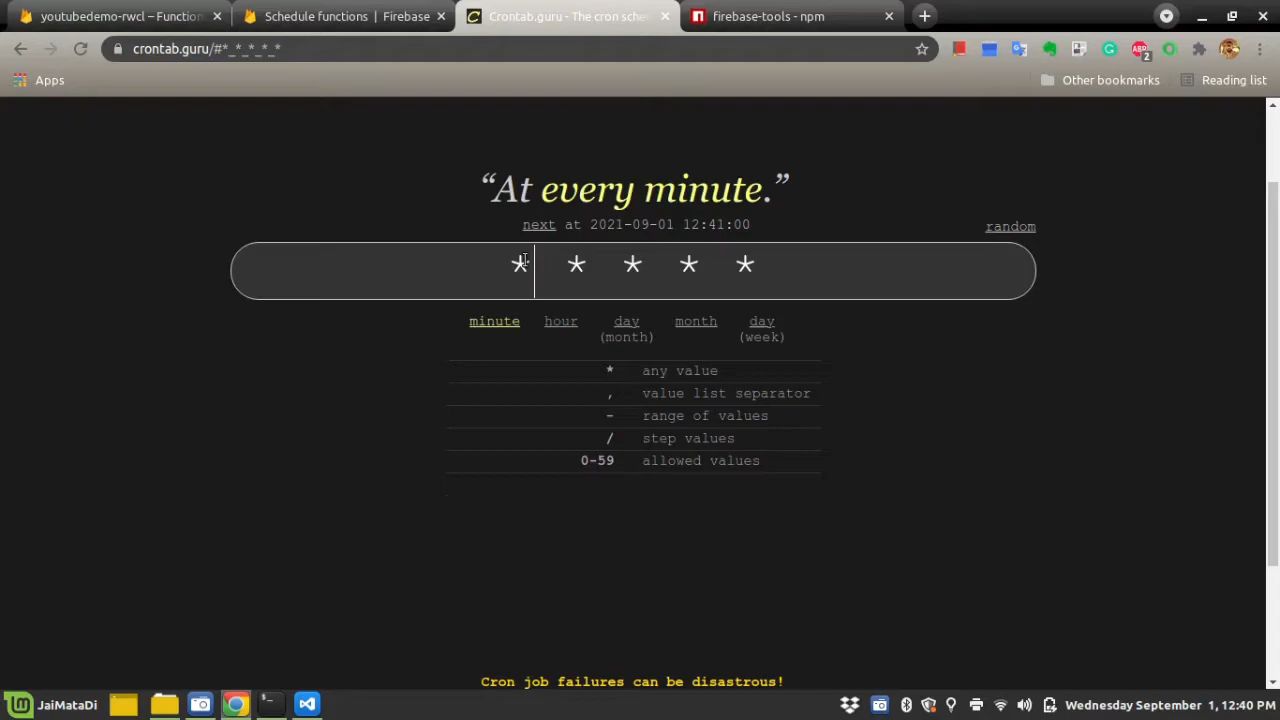 youtubedemo-rwcl – Function
Schedule functions | Firebase
Crontab.guru - The cron sche
firebase-tools - npm
crontab.guru/#*_*_*_*_*
2
Apps
Other bookmarks
Reading list
“At every minute.”
next at 2021-09-01 12:41:00
random
* * * * *
minute hour day (month) month day (week)
* any value
, value list separator
- range of values
/ step values
0-59 allowed values
Cron job failures can be disastrous!
JaiMataDi
Wednesday September 1, 12:40 PM